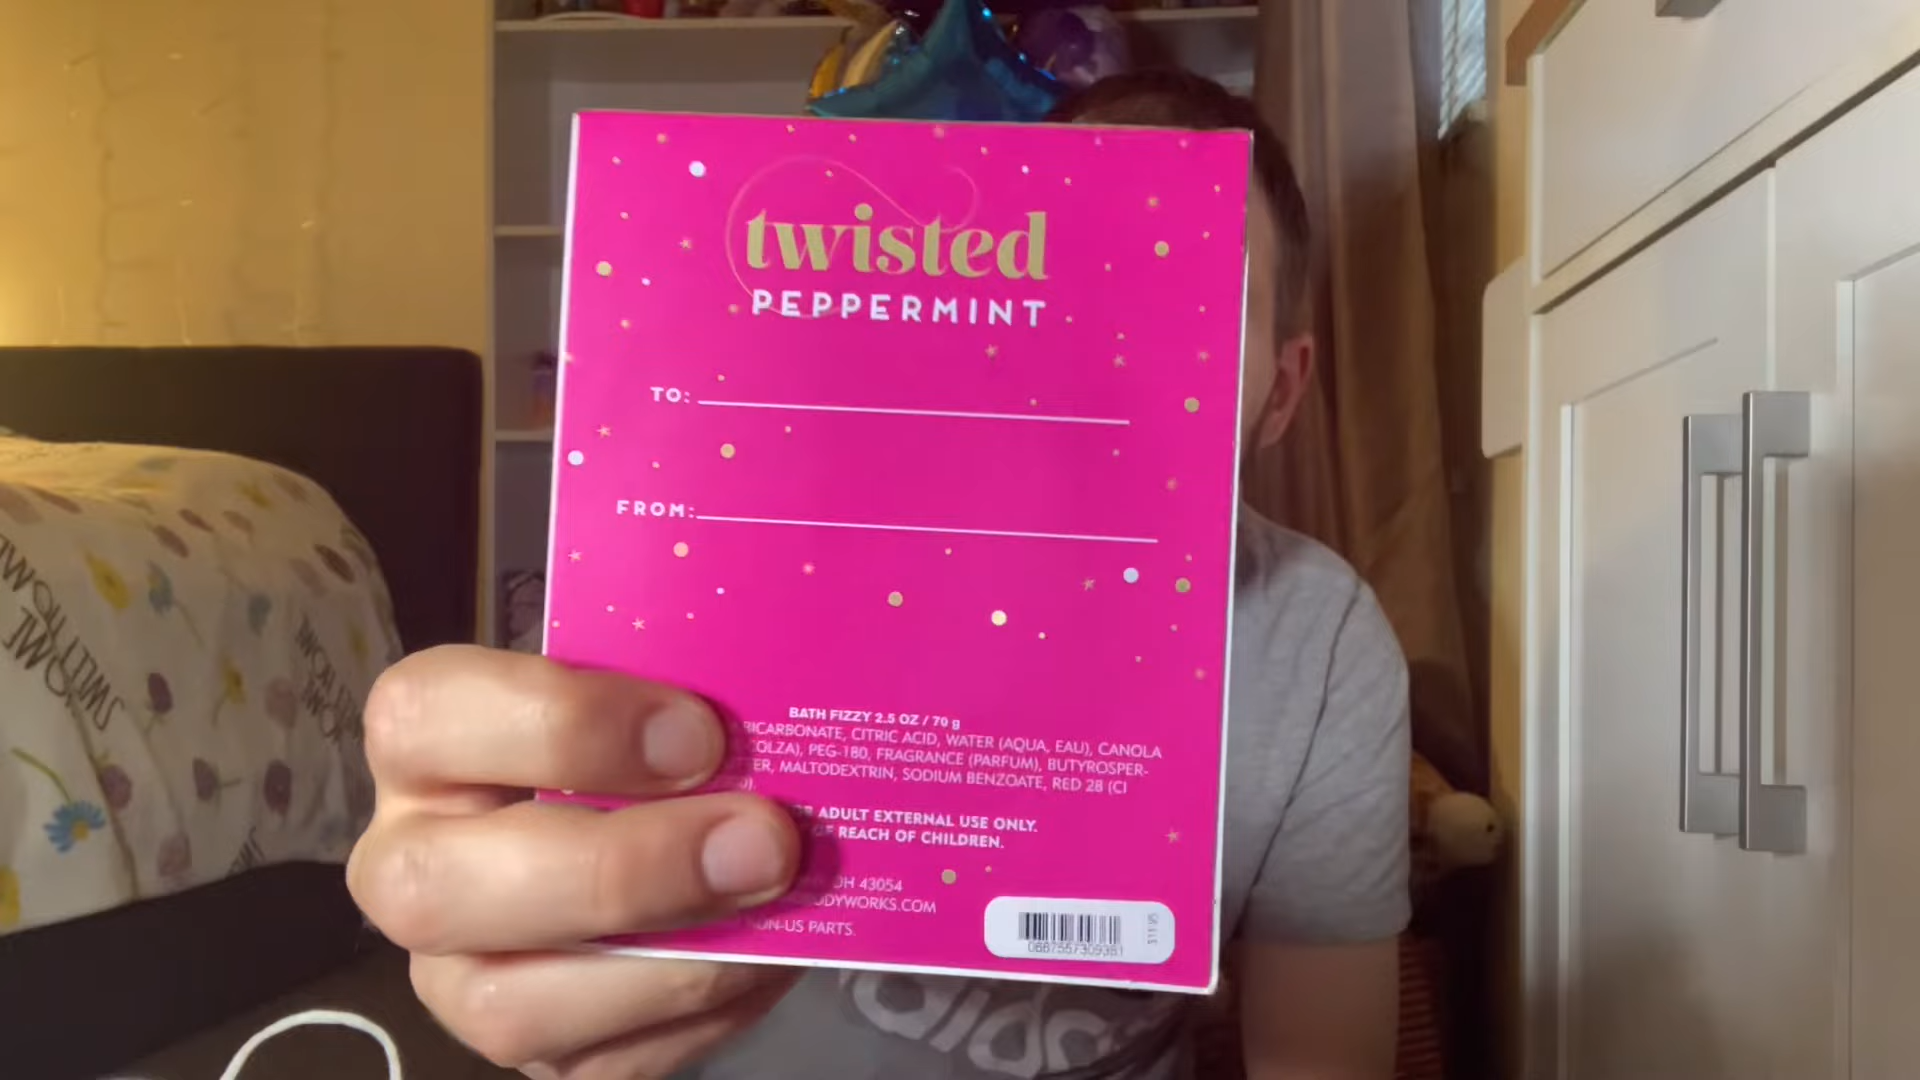 twisted
PEPPERMINT
TO:
FROM:
BATH FIZZY 2.5 OZ / 70 g
BICARBONATE, CITRIC ACID, WATER (AQUA, EAU), CANOLA
COLZA), PEG-180, FRAGRANCE (PARFUM), BUTYROSPER-
MALTODEXTRIN, SODIUM BENZOATE, RED 28 (CI
ADULT EXTERNAL USE ONLY.
OF REACH OF CHILDREN.
OH 43054
ODYWORKS.COM
NON-US PARTS.